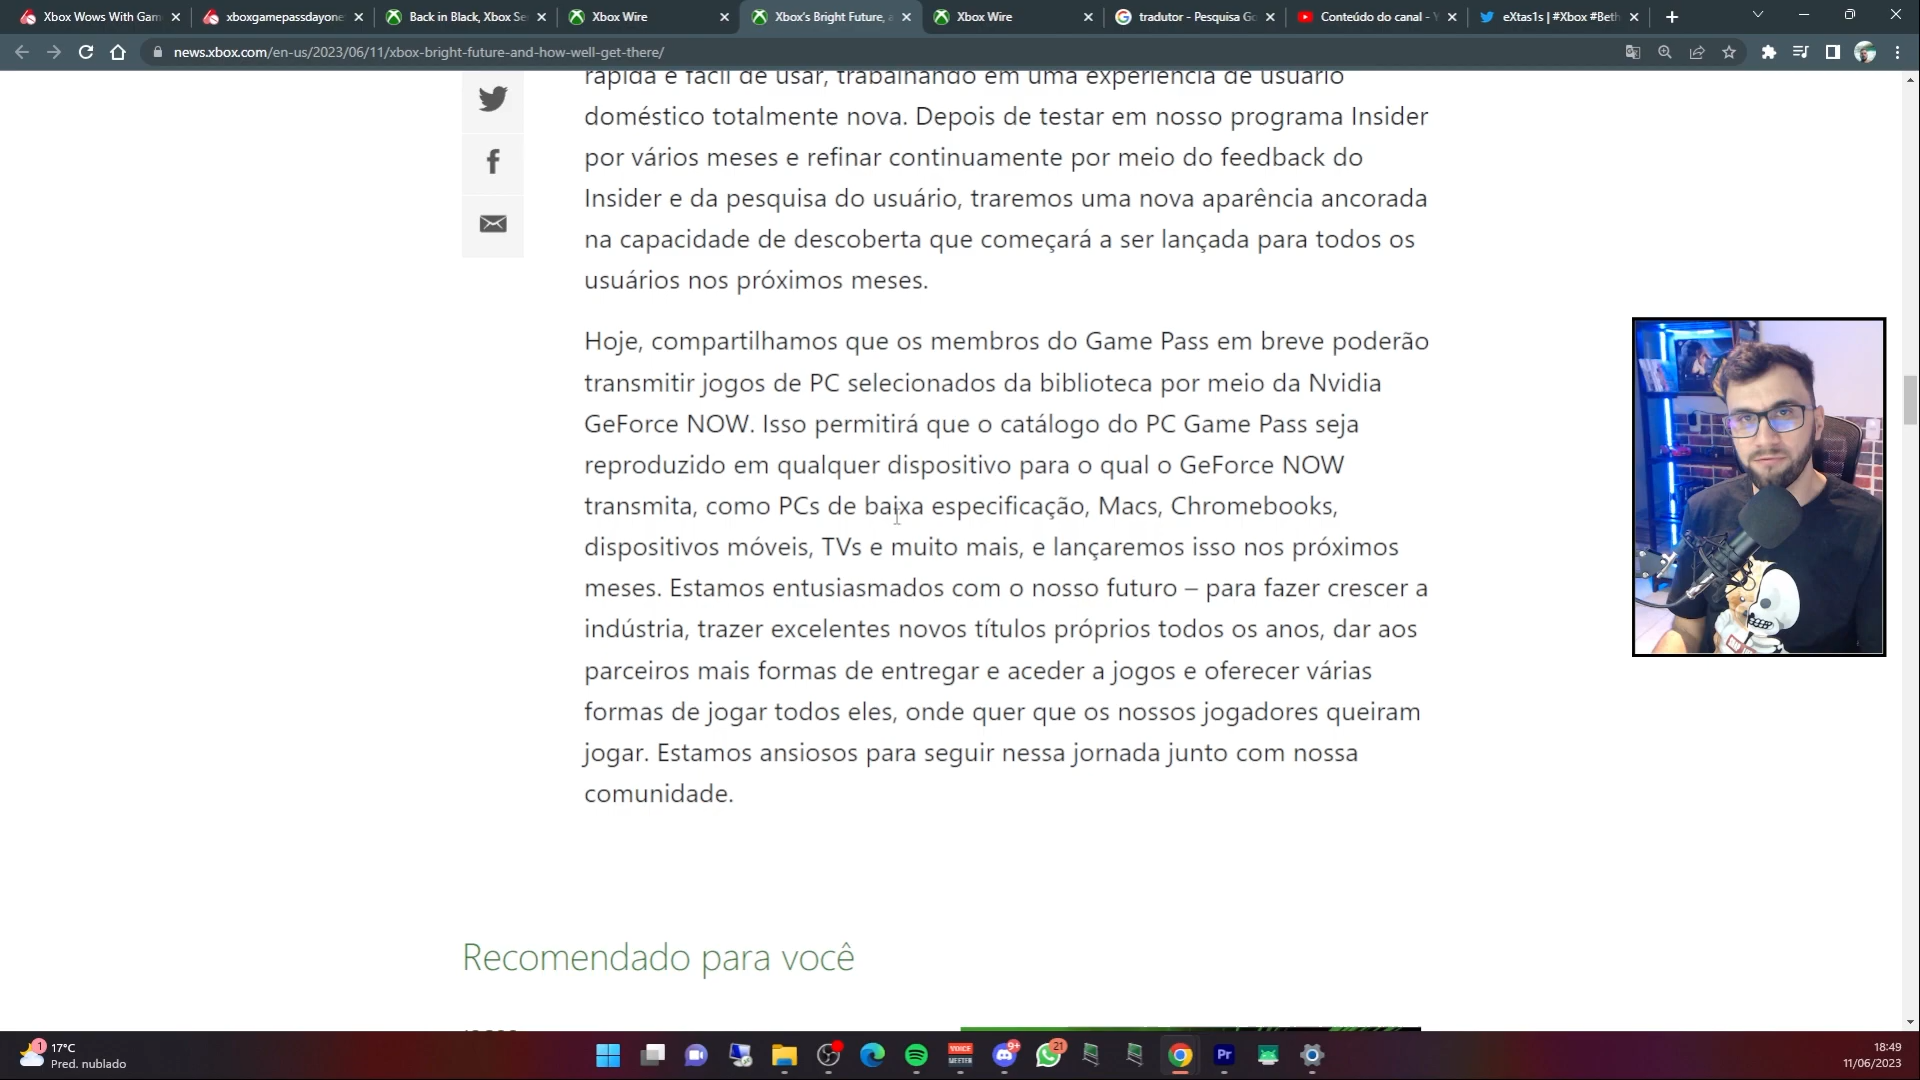 Xbox Wows With Gam
xboxgamepassdayone
Back in Black, Xbox Se
Xbox Wire
Xbox's Bright Future, a
Xbox Wire
tradutor - Pesquisa Go
Conteúdo do canal - Y
eXtas1s | #Xbox #Beth
news.xbox.com/en-us/2023/06/11/xbox-bright-future-and-how-well-get-there/
rápida e fácil de usar, trabalhando em uma experiência de usuário
doméstico totalmente nova. Depois de testar em nosso programa Insider
por vários meses e refinar continuamente por meio do feedback do
Insider e da pesquisa do usuário, traremos uma nova aparência ancorada
na capacidade de descoberta que começará a ser lançada para todos os
usuários nos próximos meses.
Hoje, compartilhamos que os membros do Game Pass em breve poderão
transmitir jogos de PC selecionados da biblioteca por meio da Nvidia
GeForce NOW. Isso permitirá que o catálogo do PC Game Pass seja
reproduzido em qualquer dispositivo para o qual o GeForce NOW
transmita, como PCs de baixa especificação, Macs, Chromebooks,
dispositivos móveis, TVs e muito mais, e lançaremos isso nos próximos
meses. Estamos entusiasmados com o nosso futuro – para fazer crescer a
indústria, trazer excelentes novos títulos próprios todos os anos, dar aos
parceiros mais formas de entregar e aceder a jogos e oferecer várias
formas de jogar todos eles, onde quer que os nossos jogadores queiram
jogar. Estamos ansiosos para seguir nessa jornada junto com nossa
comunidade.
Recomendado para você
1
17°C
Pred. nublado
VOICE
MEETER
9+
21
Pr
18:49
11/06/2023